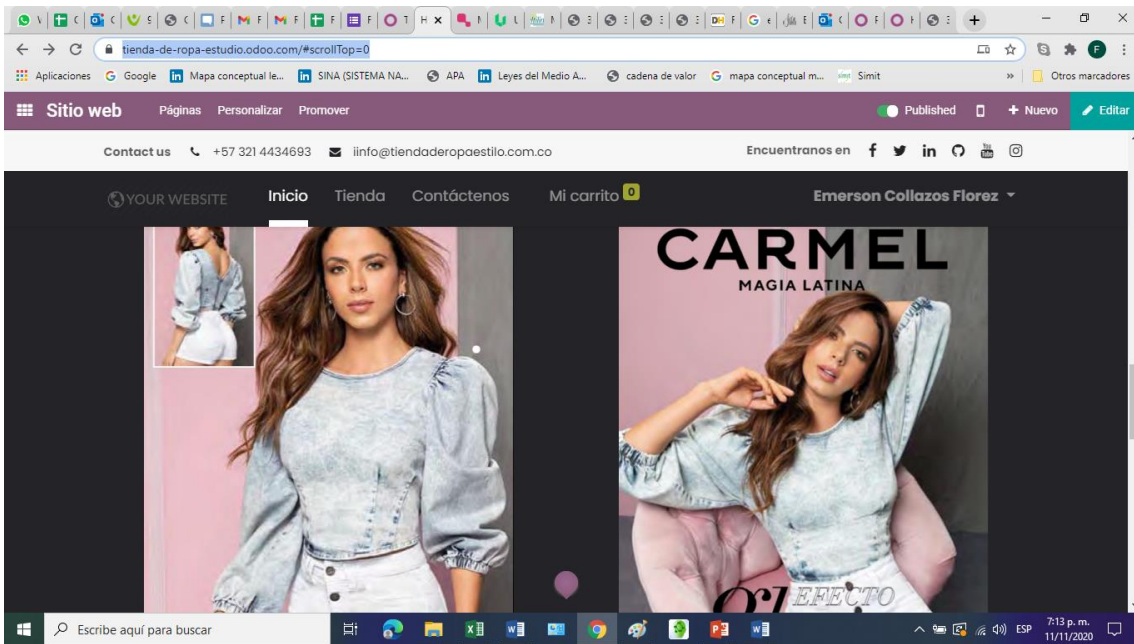 tienda-de-ropa-estudio.odoo.com/#scrollTop=0
Aplicaciones Google Mapa conceptual le... SINA (SISTEMA NA... APA Leyes del Medio A... cadena de valor mapa conceptual m... Simit » Otros marcadores
Sitio web Páginas Personalizar Promover Published + Nuevo Editar
Contact us +57 321 4434693 iinfo@tiendaderopaestilo.com.co Encuentranos en
YOUR WEBSITE Inicio Tienda Contáctenos Mi carrito 0 Emerson Collazos Florez
CARMEL
MAGIA LATINA
EFECTO
Escribe aquí para buscar ESP 7:13 p. m.
11/11/2020